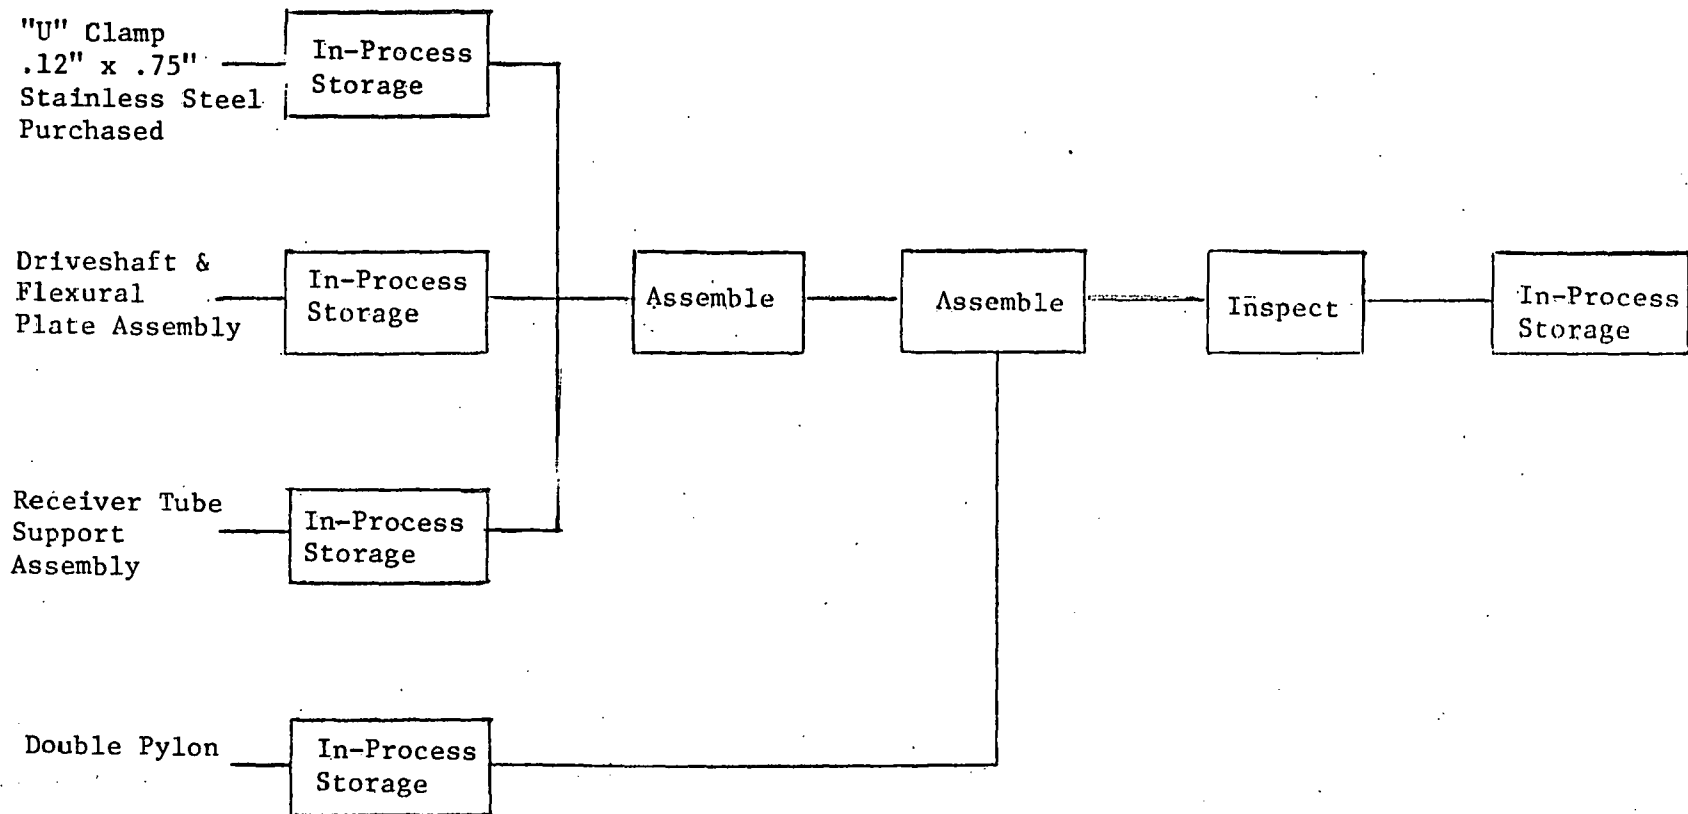 "U" Clamp
.12" x .75"
Stainless Steel
Purchased
In-Process
Storage
Driveshaft &
Flexural
Plate Assembly
In-Process
Storage
Assemble
Assemble
Inspect
In-Process
Storage
Receiver Tube
Support
Assembly
In-Process
Storage
Double Pylon
In-Process
Storage